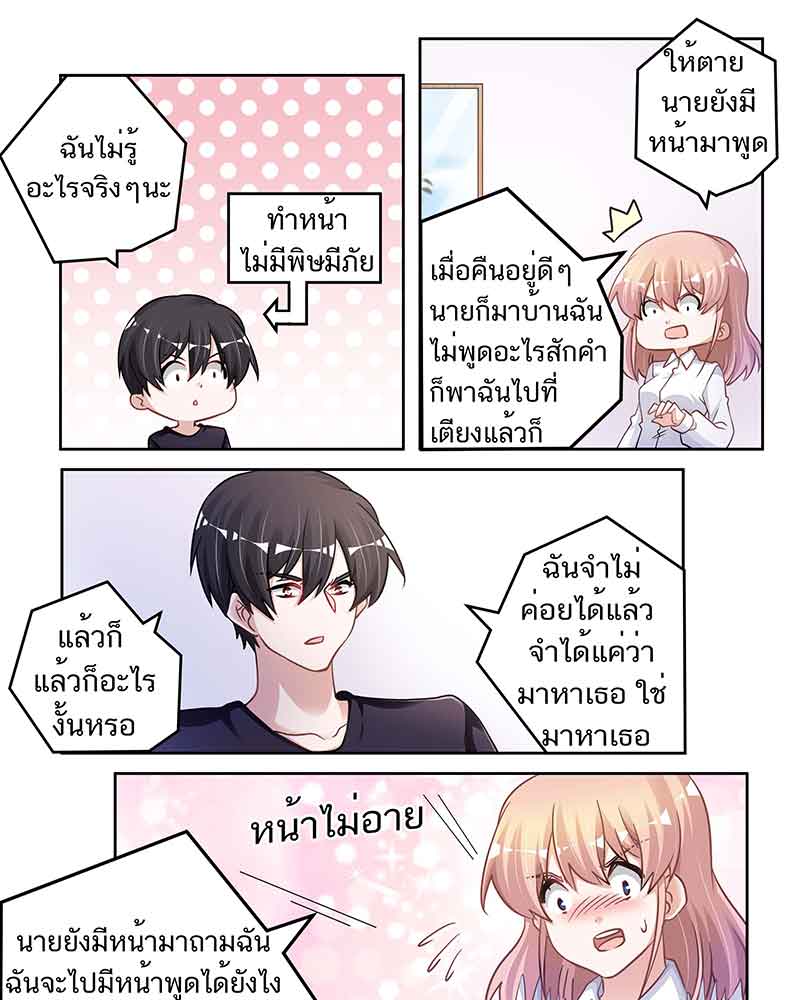 ฉันไม่รู้
อะไรจริงๆนะ
ทำหน้า
ไม่มีพิษมีภัย
ให้ตาย
นายยังมี
หน้ามาพูด
เมื่อคืนอยู่ดีๆ
นายก็มาบ้านฉัน
ไม่พูดอะไรสักคำ
ก็พาฉันไปที่
เตียงแล้วก็
แล้วก็
แล้วก็อะไร
งั้นหรอ
ฉันจำไม่
ค่อยได้แล้ว
จำได้แค่ว่า
มาหาเธอ ใช่
มาหาเธอ
หน้าไม่อาย
นายยังมีหน้ามาถามฉัน
ฉันจะไปมีหน้าพูดได้ยังไง